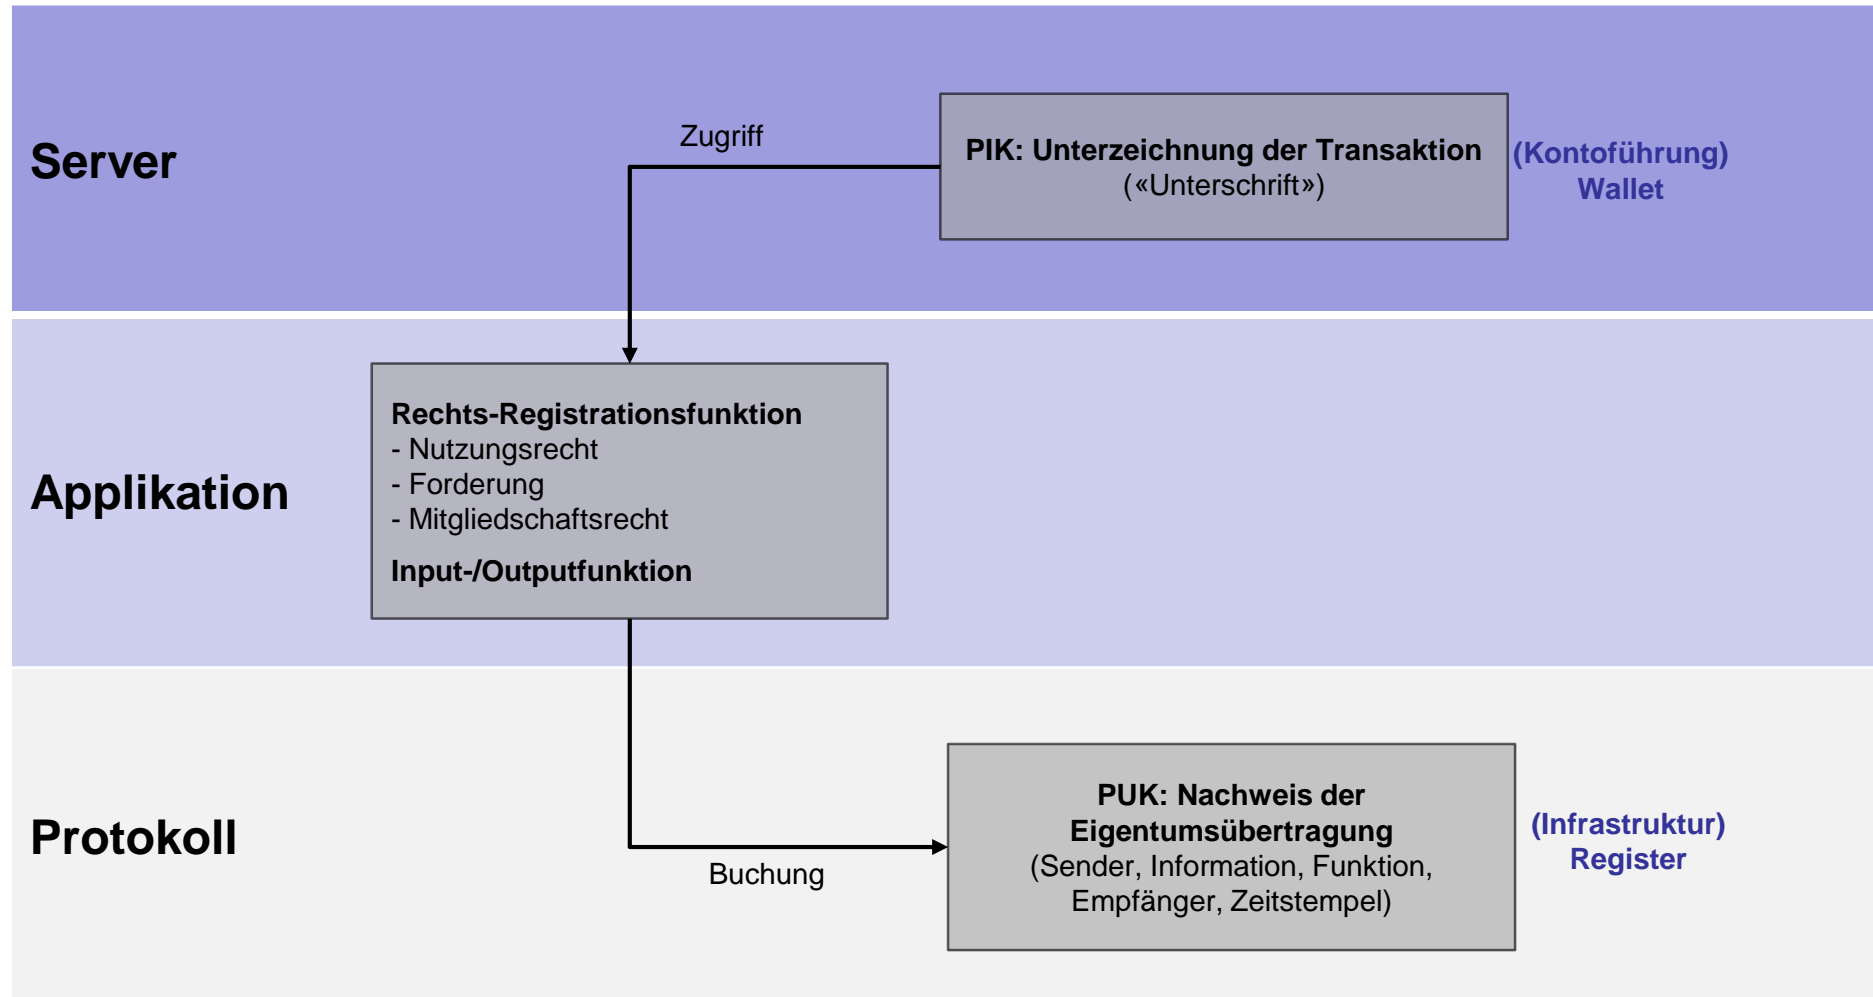 Server
Zugriff
PIK: Unterzeichnung der Transaktion
(«Unterschrift»)
(Kontoführung)
Wallet
Applikation
Rechts-Registrationsfunktion
- Nutzungsrecht
- Forderung
- Mitgliedschaftsrecht
Input-/Outputfunktion
Protokoll
Buchung
PUK: Nachweis der
Eigentumsübertragung
(Sender, Information, Funktion,
Empfänger, Zeitstempel)
(Infrastruktur)
Register